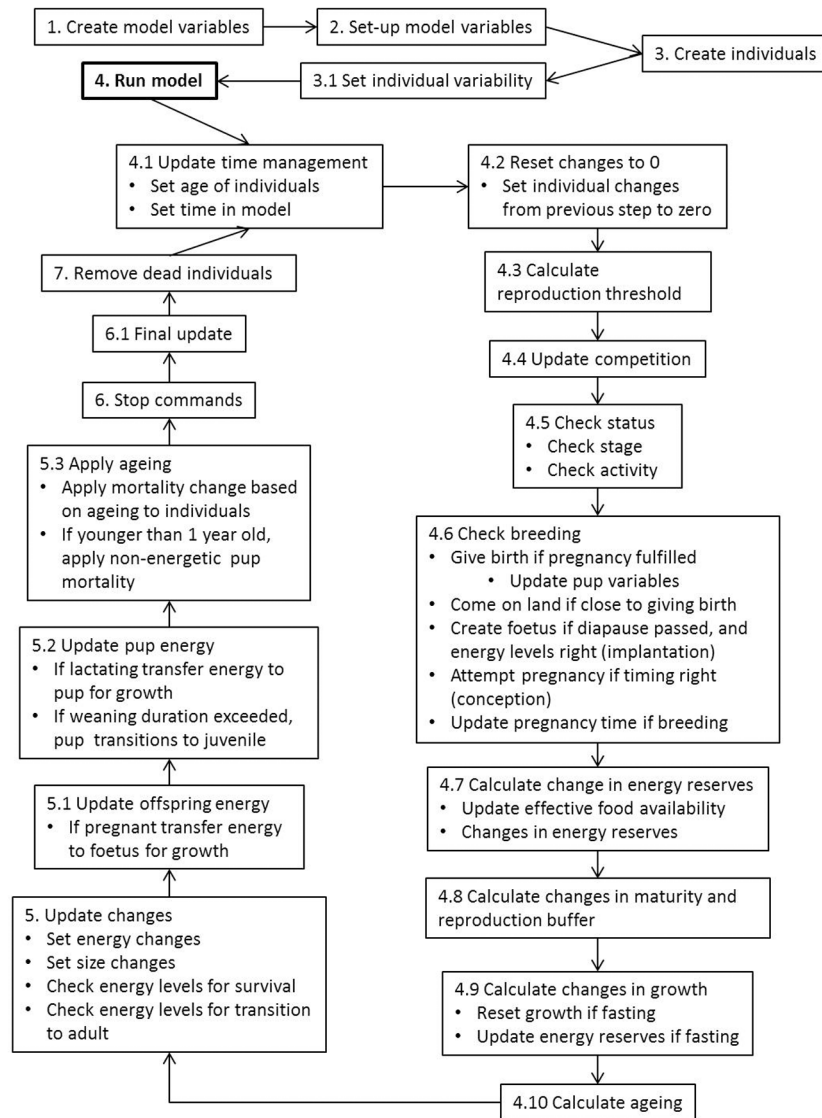 1. Create model variables
2. Set-up model variables
3. Create individuals
3.1 Set individual variability
4. Run model
4.1 Update time management
• Set age of individuals
• Set time in model
4.2 Reset changes to 0
• Set individual changes
from previous step to zero
4.3 Calculate
reproduction threshold
4.4 Update competition
4.5 Check status
• Check stage
• Check activity
4.6 Check breeding
• Give birth if pregnancy fulfilled
• Update pup variables
• Come on land if close to giving birth
• Create foetus if diapause passed, and
energy levels right (implantation)
• Attempt pregnancy if timing right
(conception)
• Update pregnancy time if breeding
4.7 Calculate change in energy reserves
• Update effective food availability
• Changes in energy reserves
4.8 Calculate changes in maturity and
reproduction buffer
4.9 Calculate changes in growth
• Reset growth if fasting
• Update energy reserves if fasting
4.10 Calculate ageing
5. Update changes
• Set energy changes
• Set size changes
• Check energy levels for survival
• Check energy levels for transition
to adult
5.1 Update offspring energy
• If pregnant transfer energy
to foetus for growth
5.2 Update pup energy
• If lactating transfer energy to
pup for growth
• If weaning duration exceeded,
pup transitions to juvenile
5.3 Apply ageing
• Apply mortality change based
on ageing to individuals
• If younger than 1 year old,
apply non-energetic pup
mortality
6. Stop commands
6.1 Final update
7. Remove dead individuals